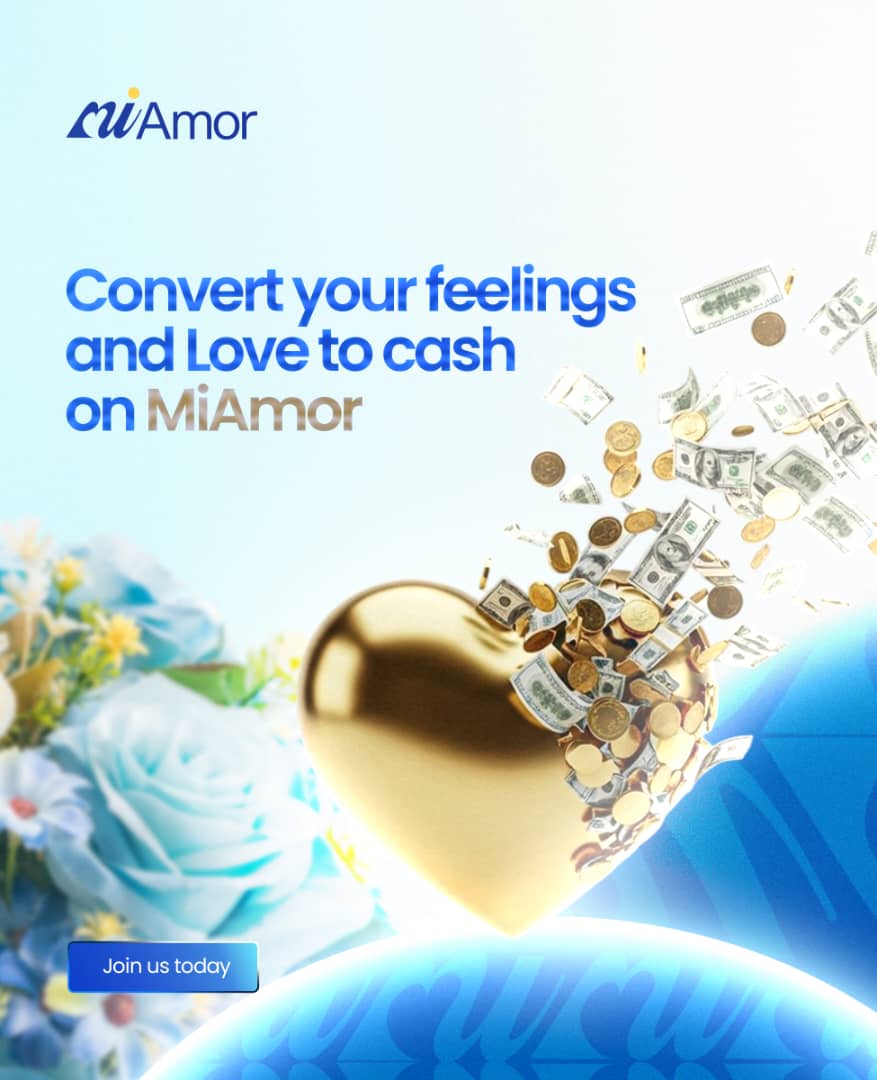 miAmor
Convert your feelings
and Love to cash
on MiAmor
Join us today